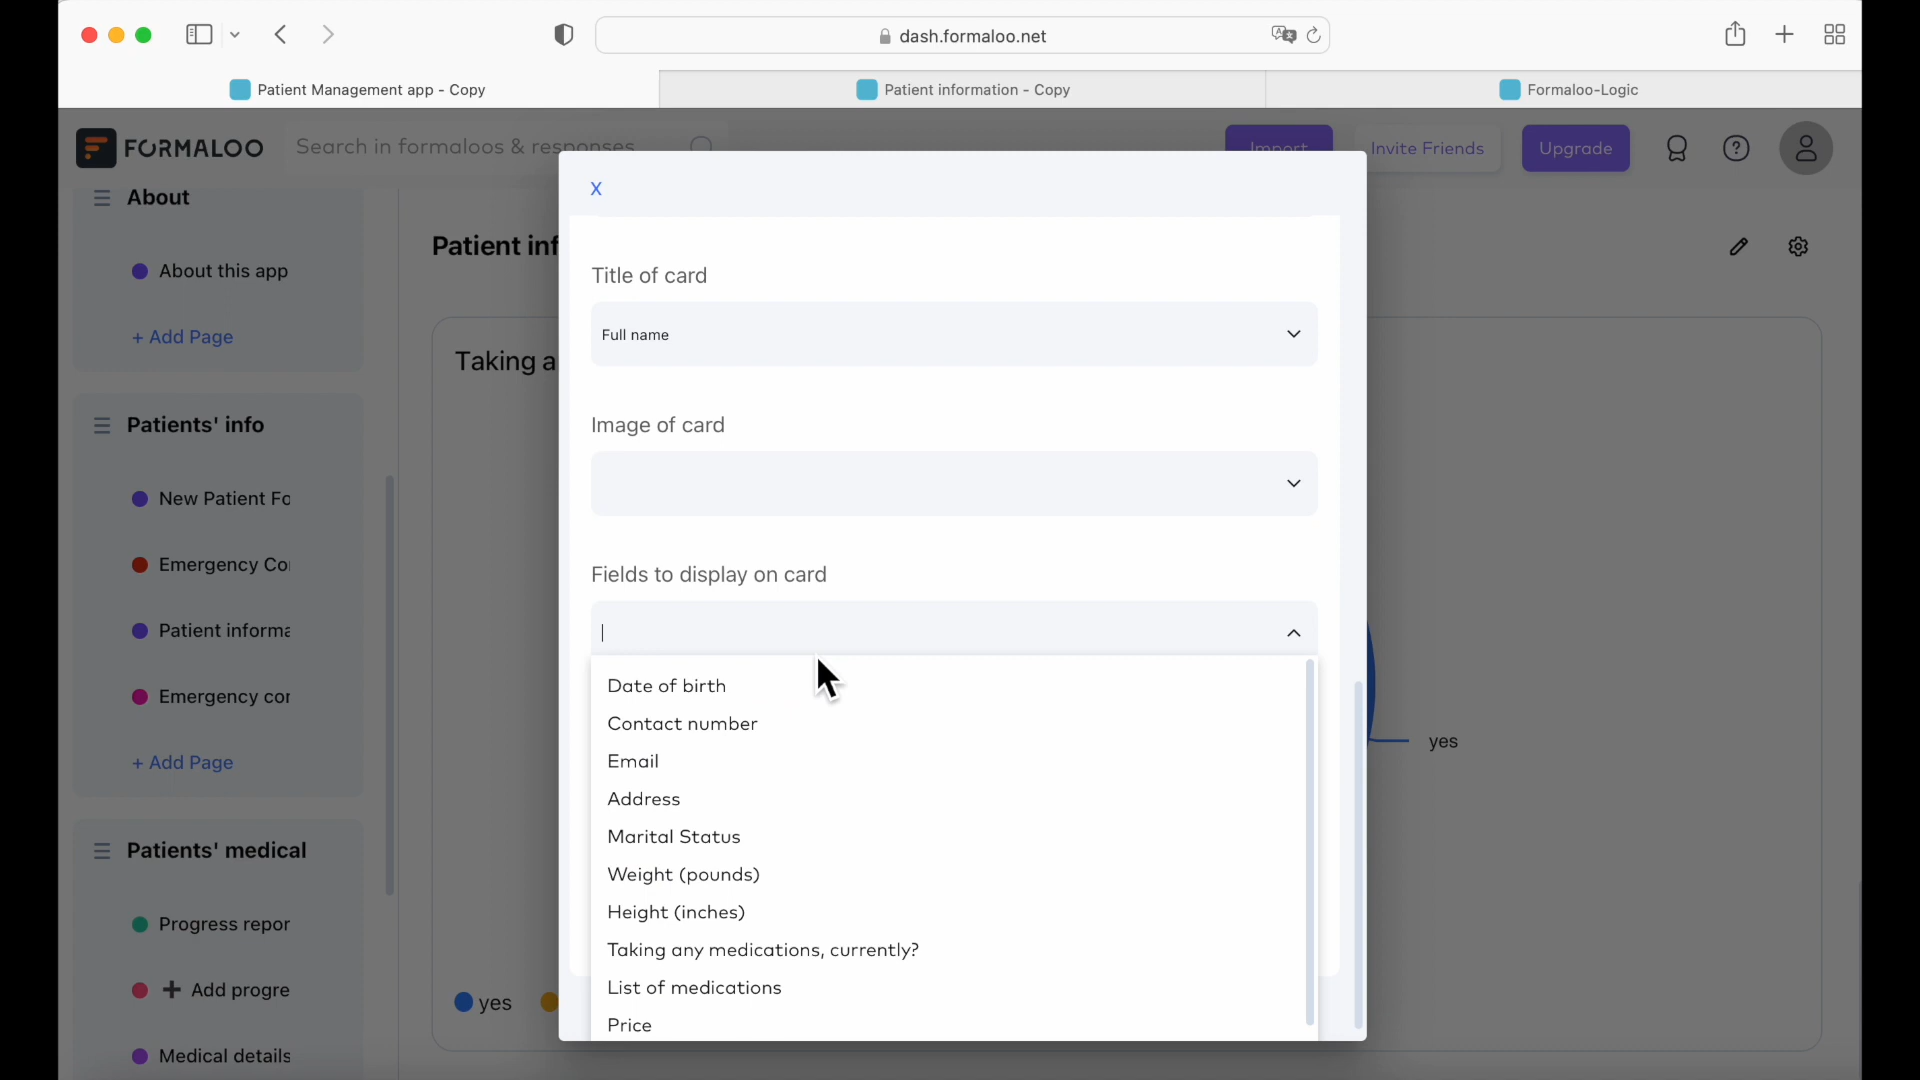 dash.formaloo.net
Patient Management app - Copy
Patient information - Copy
Formaloo-Logic
FORMALOO
Search in formaloos & responses
Import
Invite Friends
Upgrade
About
About this app
+ Add Page
Patients' info
New Patient Fo
Emergency Co
Patient informa
Emergency cor
+ Add Page
Patients' medical
Progress repor
Add progre
Medical details
Patient inf
Taking a
yes
yes
X
Title of card
Full name
Image of card
Fields to display on card
Date of birth
Contact number
Email
Address
Marital Status
Weight (pounds)
Height (inches)
Taking any medications, currently?
List of medications
Price